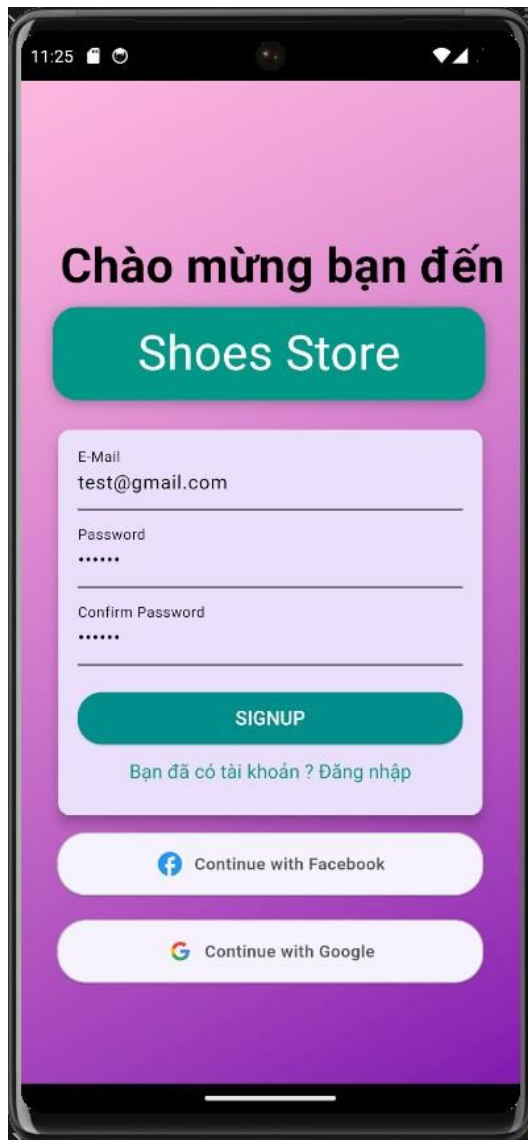 11:25
Chào mừng bạn đến
Shoes Store
E-Mail
test@gmail.com
Password
••••••
Confirm Password
••••••
SIGNUP
Bạn đã có tài khoản ? Đăng nhập
Continue with Facebook
Continue with Google